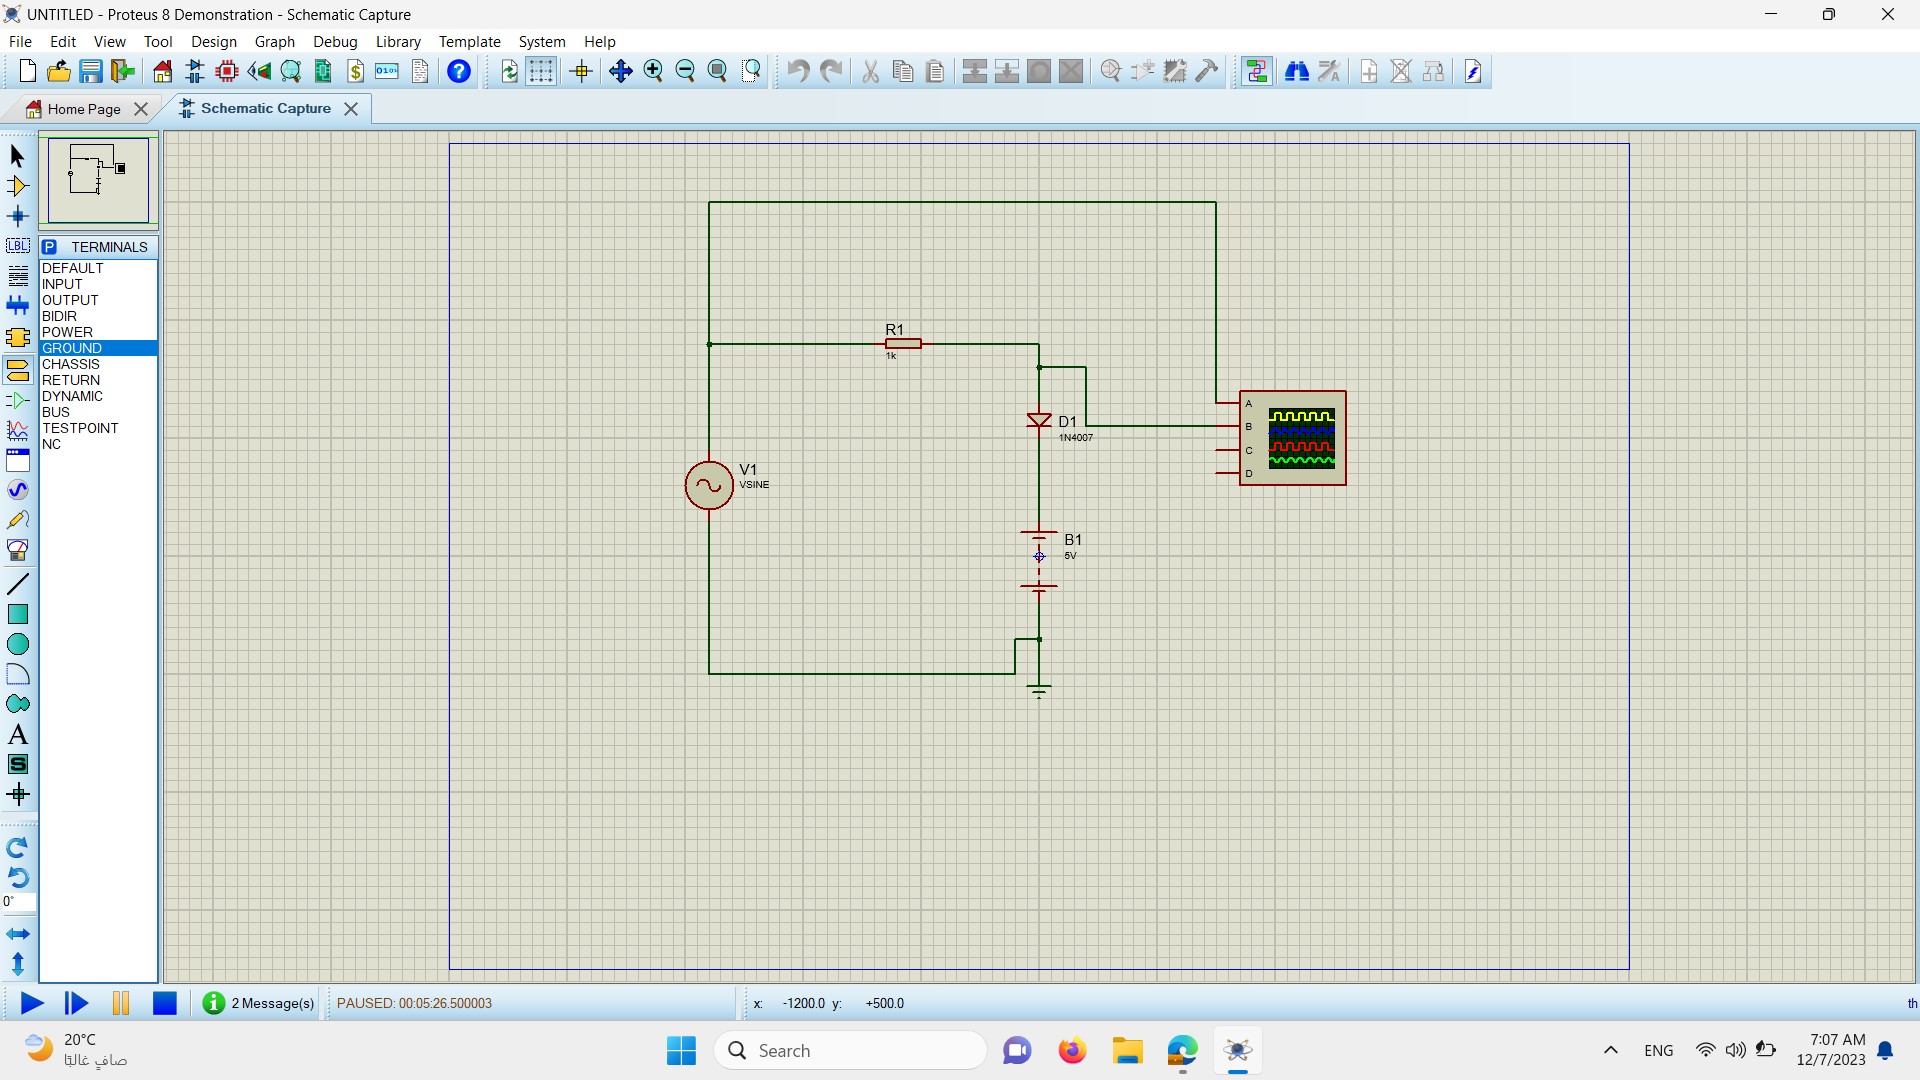 UNTITLED - Proteus 8 Demonstration - Schematic Capture
File Edit View Tool Design Graph Debug Library Template System Help
Home Page
Schematic Capture
LBL
P TERMINALS
DEFAULT
INPUT
OUTPUT
BIDIR
POWER
GROUND
CHASSIS
RETURN
DYNAMIC
BUS
TESTPOINT
NC
A
S
0°
R1
1k
D1
1N4007
V1
VSINE
B1
5V
A
B
C
D
2 Message(s)
PAUSED: 00:05:26.500003
x: -1200.0 y: +500.0
th
20°C
صافٍ غالبًا
Search
ENG
7:07 AM
12/7/2023